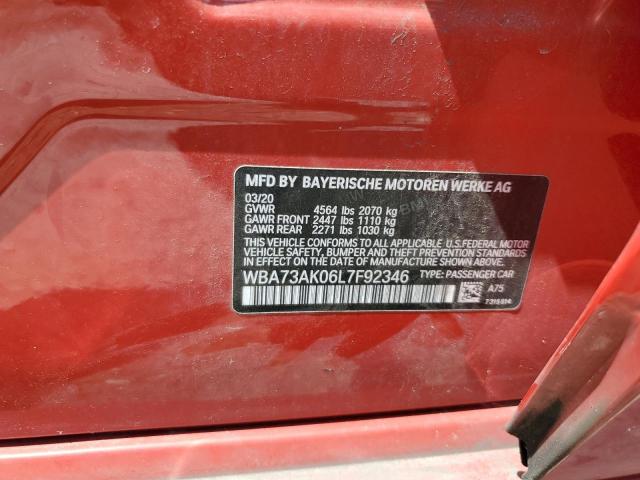 MFD BY BAYERISCHE MOTOREN WERKE AG
03/20
GVWR 4564 lbs 2070 kg
GAWR FRONT 2447 lbs 1110 kg
GAWR REAR 2271 lbs 1030 kg
THIS VEHICLE CONFORMS TO ALL APPLICABLE U.S.FEDERAL MOTOR
VEHICLE SAFETY, BUMPER, AND THEFT PREVENTION STANDARDS
IN EFFECT ON THE DATE OF MANUFACTURE SHOWN ABOVE.
WBA73AK06L7F92346 TYPE: PASSENGER CAR
A75
7315814